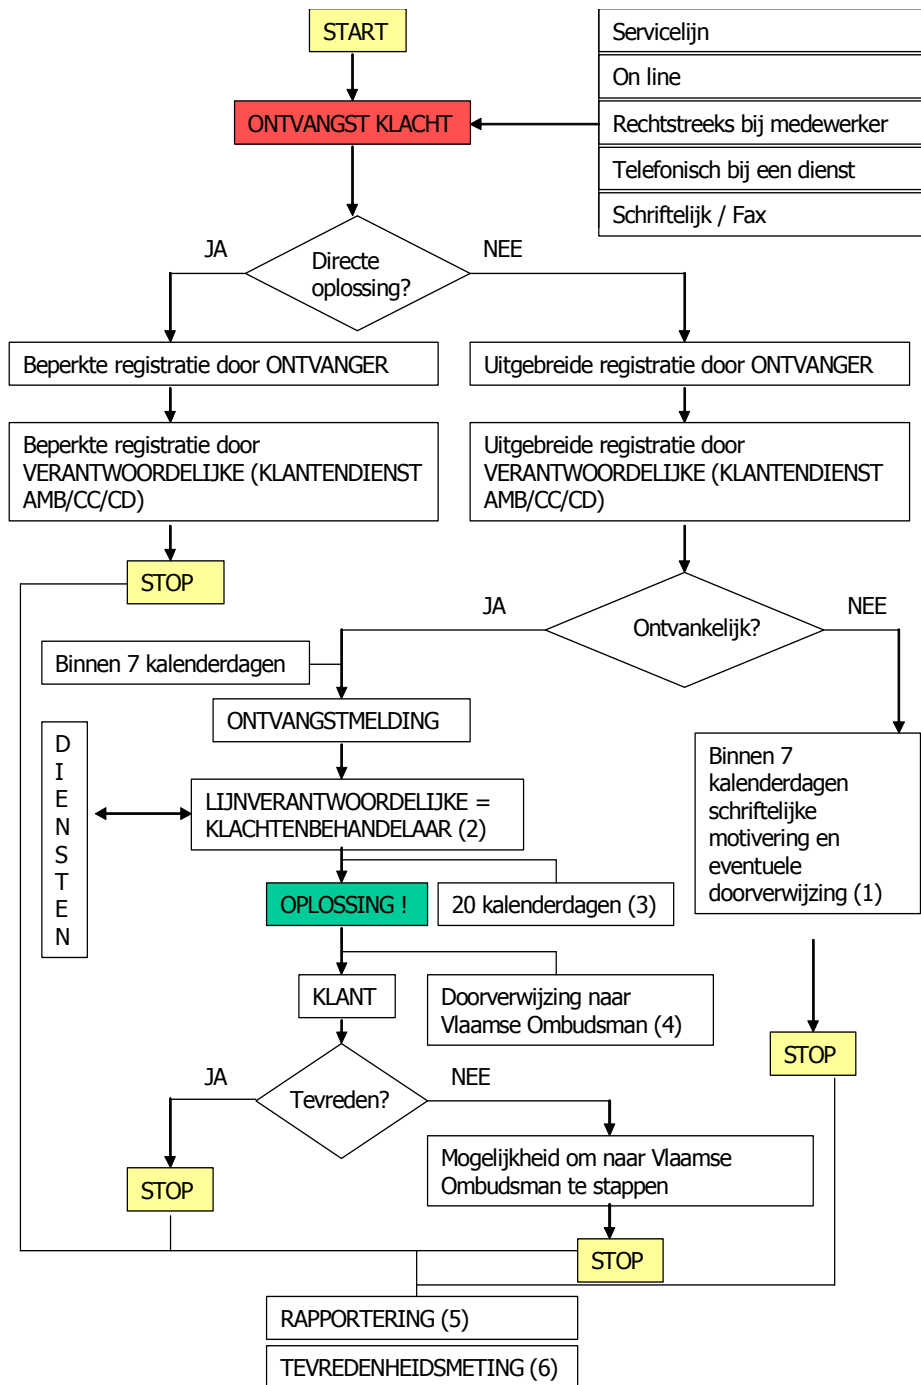 START
Servicelijn
On line
ONTVANGST KLACHT
Rechtstreeks bij medewerker
Telefonisch bij een dienst
Schriftelijk / Fax
JA
NEE
Directe
oplossing?
Beperkte registratie door ONTVANGER
Uitgebreide registratie door ONTVANGER
Beperkte registratie door
VERANTWOORDELIJKE (KLANTENDIENST
AMB/CC/CD)
Uitgebreide registratie door
VERANTWOORDELIJKE (KLANTENDIENST
AMB/CC/CD)
STOP
JA
NEE
Ontvankelijk?
Binnen 7 kalenderdagen
ONTVANGSTMELDING
D
I
E
N
S
T
E
N
LIJNVERANTWOORDELIJKE =
KLACHTENBEHANDELAAR (2)
Binnen 7
kalenderdagen
schriftelijke
motivering en
eventuele
doorverwijzing (1)
OPLOSSING !
20 kalenderdagen (3)
KLANT
Doorverwijzing naar
Vlaamse Ombudsman (4)
STOP
JA
NEE
Tevreden?
Mogelijkheid om naar Vlaamse
Ombudsman te stappen
STOP
STOP
RAPPORTERING (5)
TEVREDENHEIDSMETING (6)